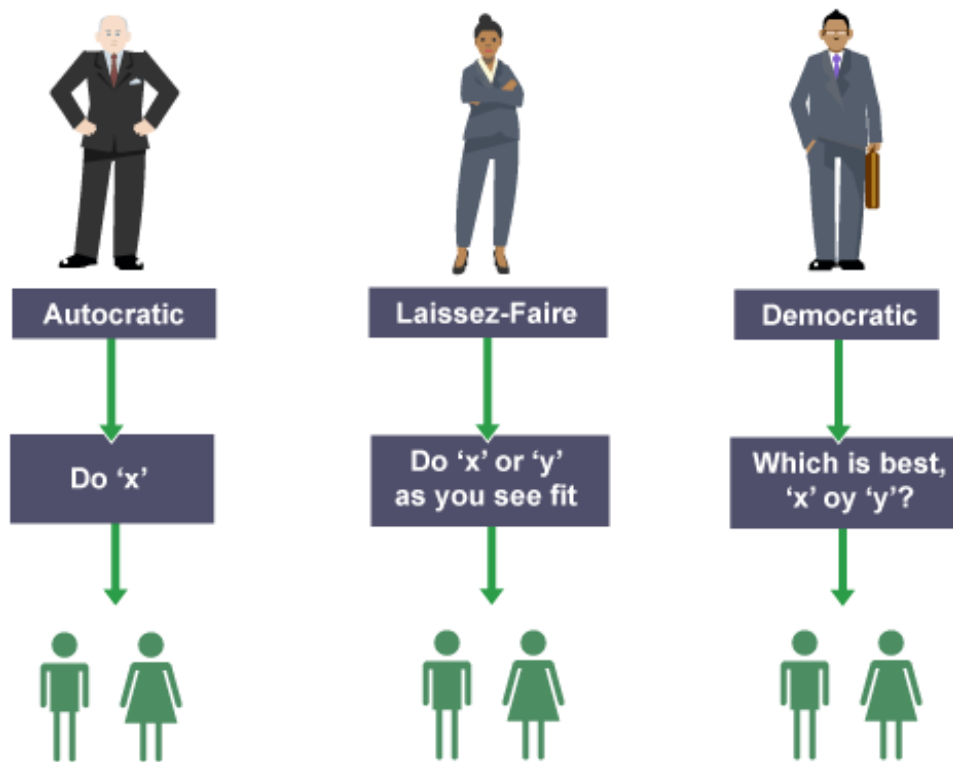 Autocratic
Laissez-Faire
Democratic
Do ‘x’
Do ‘x’ or ‘y’
as you see fit
Which is best,
‘x’ oy ‘y’?